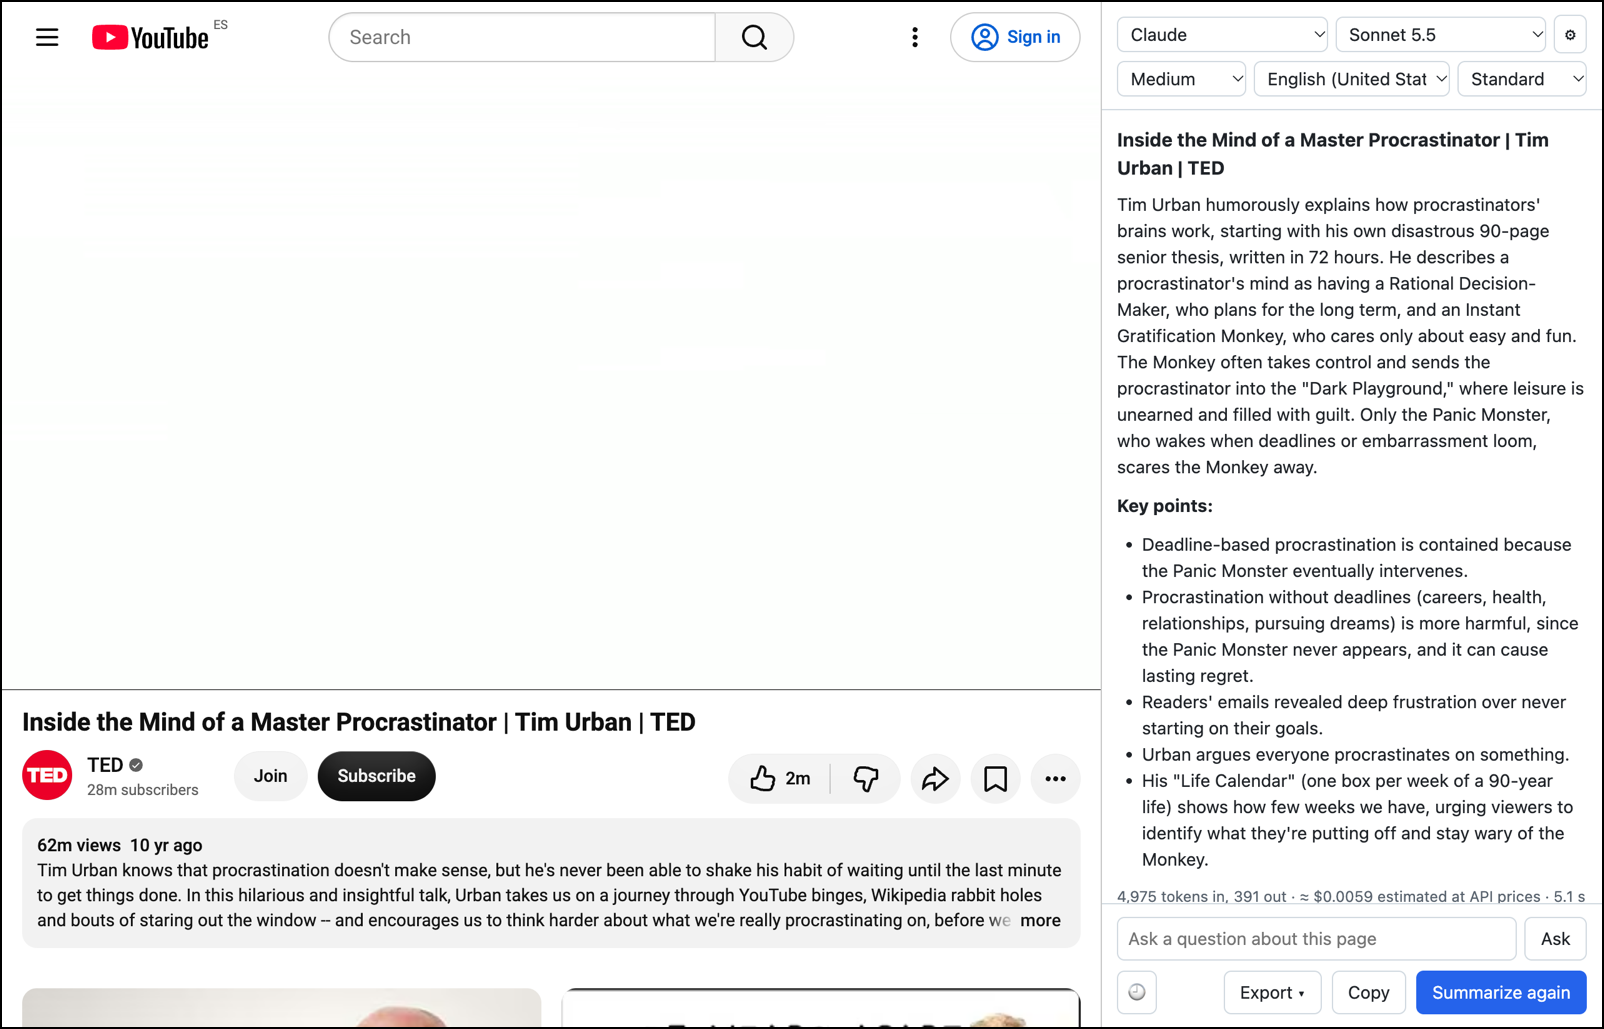 YouTube ES
Search
Sign in
Inside the Mind of a Master Procrastinator | Tim Urban | TED
TED
TED
28m subscribers
Join
Subscribe
2m
62m views 10 yr ago
Tim Urban knows that procrastination doesn't make sense, but he's never been able to shake his habit of waiting until the last minute
to get things done. In this hilarious and insightful talk, Urban takes us on a journey through YouTube binges, Wikipedia rabbit holes
and bouts of staring out the window -- and encourages us to think harder about what we're really procrastinating on, before we more
Claude
Sonnet 5.5
Medium
English (United Stat
Standard
Inside the Mind of a Master Procrastinator | Tim
Urban | TED
Tim Urban humorously explains how procrastinators'
brains work, starting with his own disastrous 90-page
senior thesis, written in 72 hours. He describes a
procrastinator's mind as having a Rational Decision-
Maker, who plans for the long term, and an Instant
Gratification Monkey, who cares only about easy and fun.
The Monkey often takes control and sends the
procrastinator into the "Dark Playground," where leisure is
unearned and filled with guilt. Only the Panic Monster,
who wakes when deadlines or embarrassment loom,
scares the Monkey away.
Key points:
• Deadline-based procrastination is contained because
the Panic Monster eventually intervenes.
• Procrastination without deadlines (careers, health,
relationships, pursuing dreams) is more harmful, since
the Panic Monster never appears, and it can cause
lasting regret.
• Readers' emails revealed deep frustration over never
starting on their goals.
• Urban argues everyone procrastinates on something.
• His "Life Calendar" (one box per week of a 90-year
life) shows how few weeks we have, urging viewers to
identify what they're putting off and stay wary of the
Monkey.
4,975 tokens in, 391 out · ≈ $0.0059 estimated at API prices · 5.1 s
Ask a question about this page
Ask
Export
Copy
Summarize again